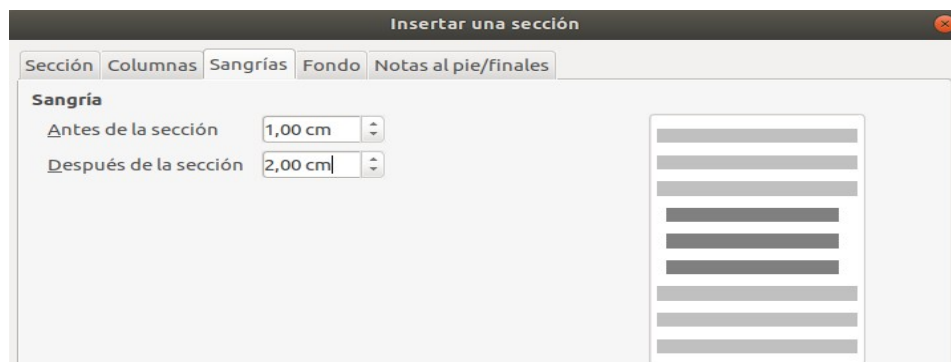 Insertar una sección
Sección Columnas Sangrías Fondo Notas al pie/finales
Sangría
Antes de la sección 1,00 cm
Después de la sección 2,00 cm